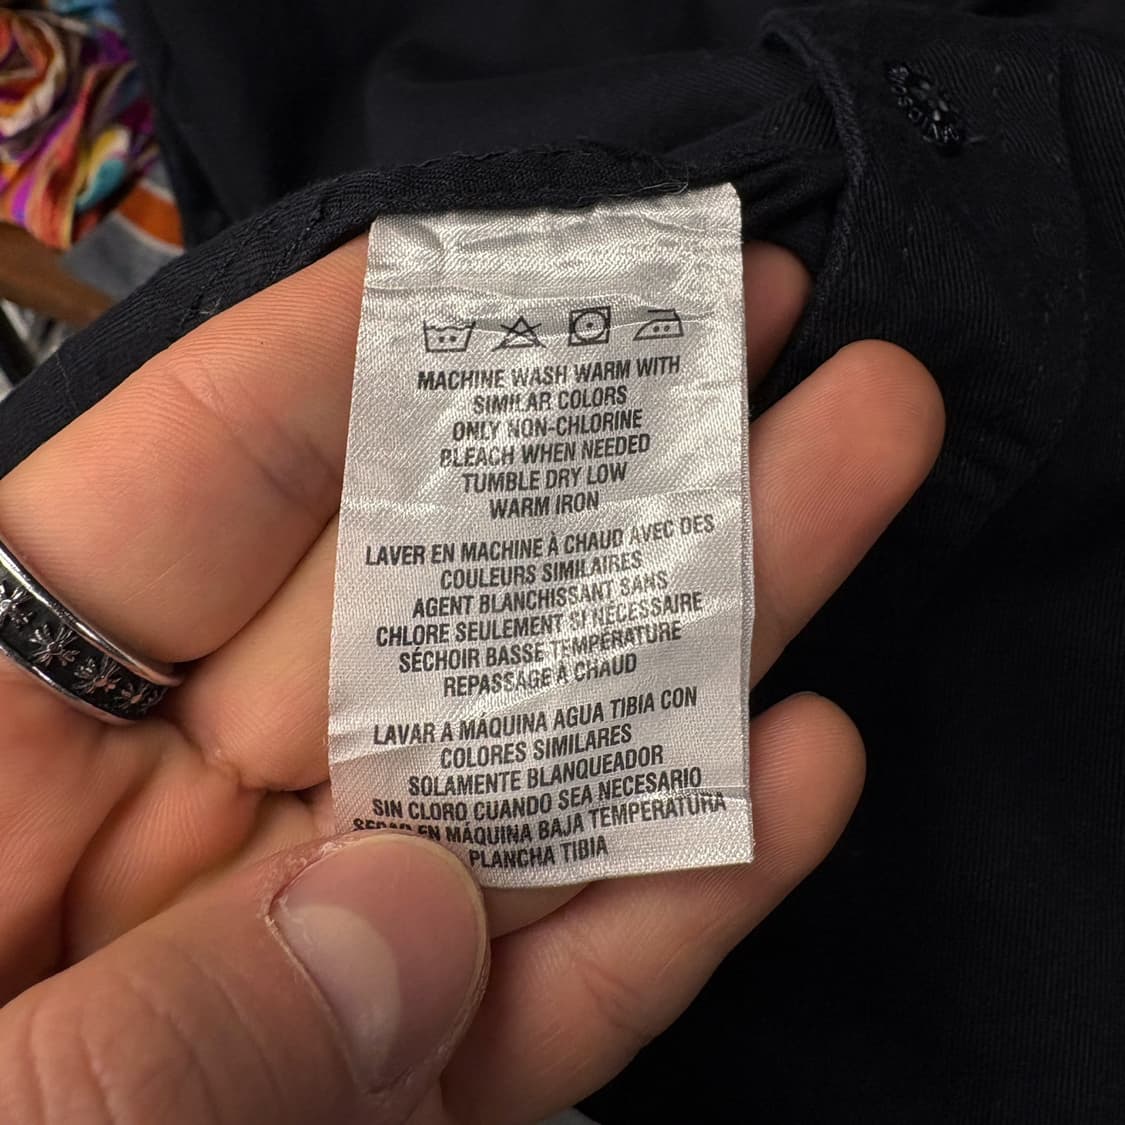 MACHINE WASH WARM WITH
SIMILAR COLORS
ONLY NON-CHLORINE
BLEACH WHEN NEEDED
TUMBLE DRY LOW
WARM IRON
LAVER EN MACHINE À CHAUD AVEC DES
COULEURS SIMILAIRES
AGENT BLANCHISSANT SANS
CHLORE SEULEMENT SI NÉCESSAIRE
SÉCHOIR BASSE TEMPÉRATURE
REPASSAGE À CHAUD
LAVAR A MÁQUINA AGUA TIBIA CON
COLORES SIMILARES
SOLAMENTE BLANQUEADOR
SIN CLORO CUANDO SEA NECESARIO
EN MÁQUINA BAJA TEMPERATURA
PLANCHA TIBIA